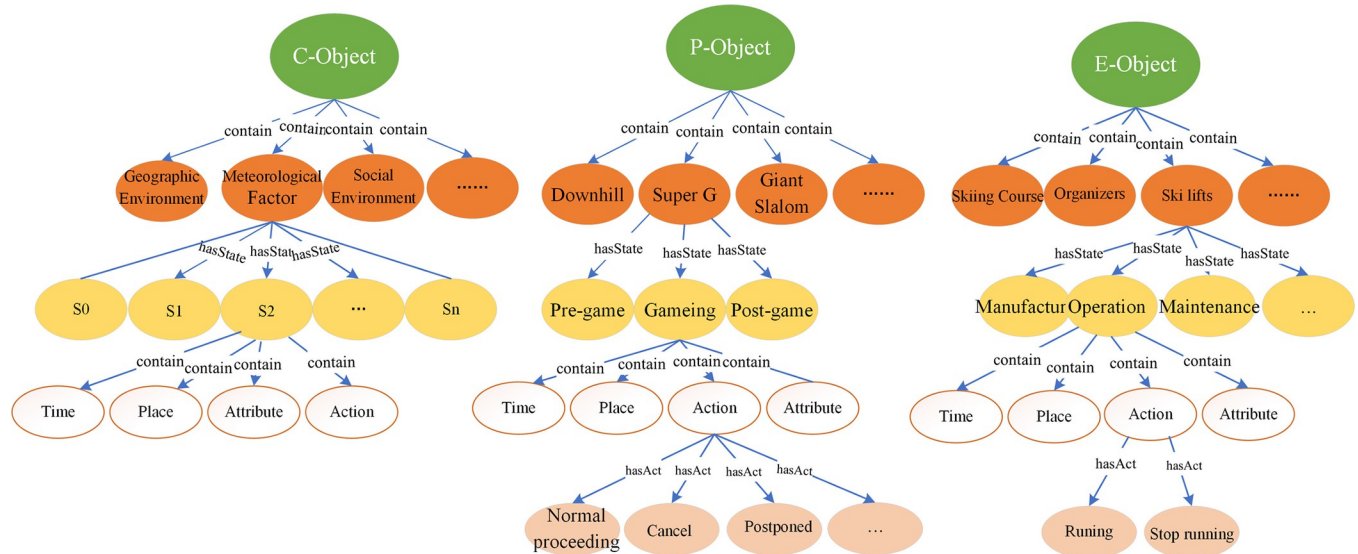 C-Object
P-Object
E-Object
contain
contain
contain
contain
contain
contain
contain
contain
contain
contain
contain
contain
Geographic
Environment
Meteorological
Factor
Social
Environment
......
Downhill
Super G
Giant
Slalom
......
Skiing Course
Organizers
Ski lifts
......
hasState
hasStat
hasState
hasState
hasState
hasState
hasState
hasState
hasState
hasState
S0
S1
S2
...
Sn
Pre-game
Gameing
Post-game
Manufactur
Operation
Maintenance
...
contain
contain
contain
contain
contain
contain
contain
contain
contain
contain
contain
contain
Time
Place
Attribute
Action
Time
Place
Action
Attribute
Time
Place
Action
Attribute
hasAct
hasAct
hasAct
hasAct
hasAct
hasAct
Normal
proceeding
Cancel
Postponed
...
Runing
Stop running